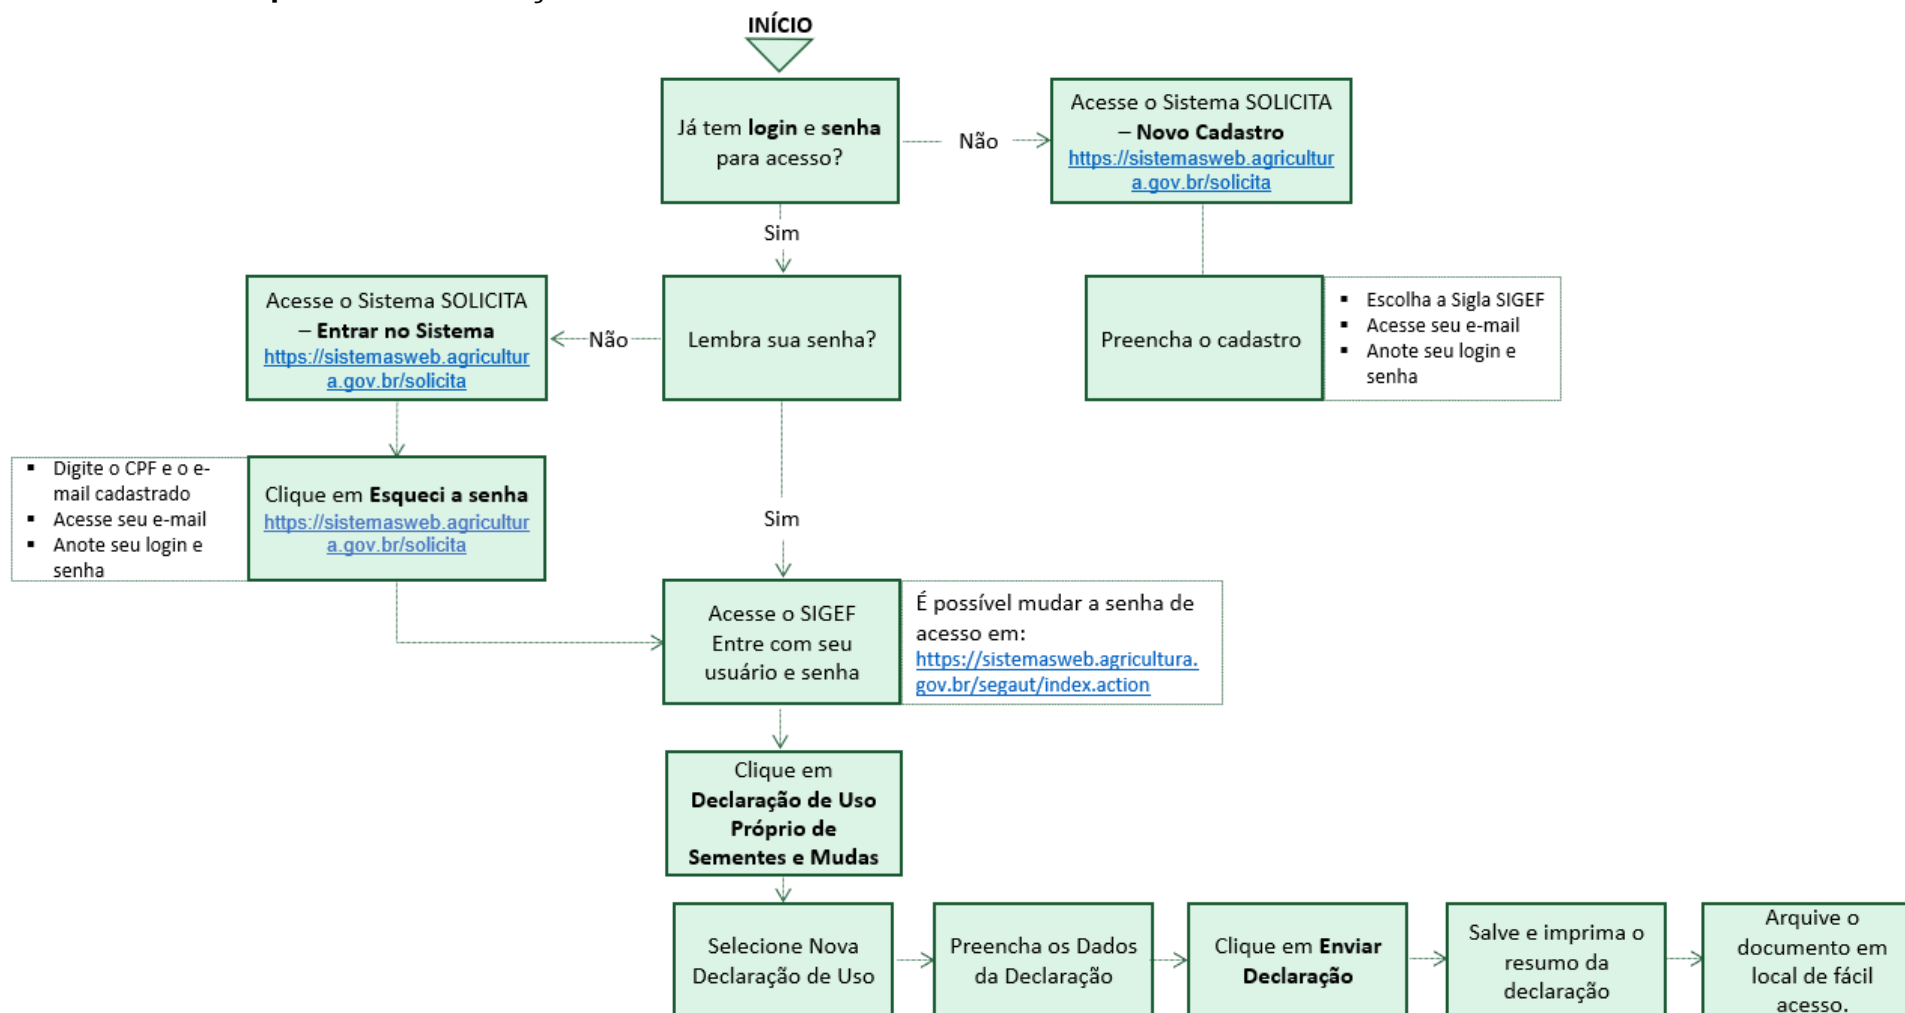 INÍCIO
Já tem login e senha
para acesso?
Não
Acesse o Sistema SOLICITA
– Novo Cadastro
https://sistemasweb.agricultur
a.gov.br/solicita
Sim
Acesse o Sistema SOLICITA
– Entrar no Sistema
https://sistemasweb.agricultur
a.gov.br/solicita
Não
Lembra sua senha?
Preencha o cadastro
▪ Escolha a Sigla SIGEF
▪ Acesse seu e-mail
▪ Anote seu login e
senha
▪ Digite o CPF e o e-
mail cadastrado
▪ Acesse seu e-mail
▪ Anote seu login e
senha
Clique em Esqueci a senha
https://sistemasweb.agricultur
a.gov.br/solicita
Sim
Acesse o SIGEF
Entre com seu
usuário e senha
É possível mudar a senha de
acesso em:
https://sistemasweb.agricultura.
gov.br/segaut/index.action
Clique em
Declaração de Uso
Próprio de
Sementes e Mudas
Selecione Nova
Declaração de Uso
Preencha os Dados
da Declaração
Clique em Enviar
Declaração
Salve e imprima o
resumo da
declaração
Arquive o
documento em
local de fácil
acesso.